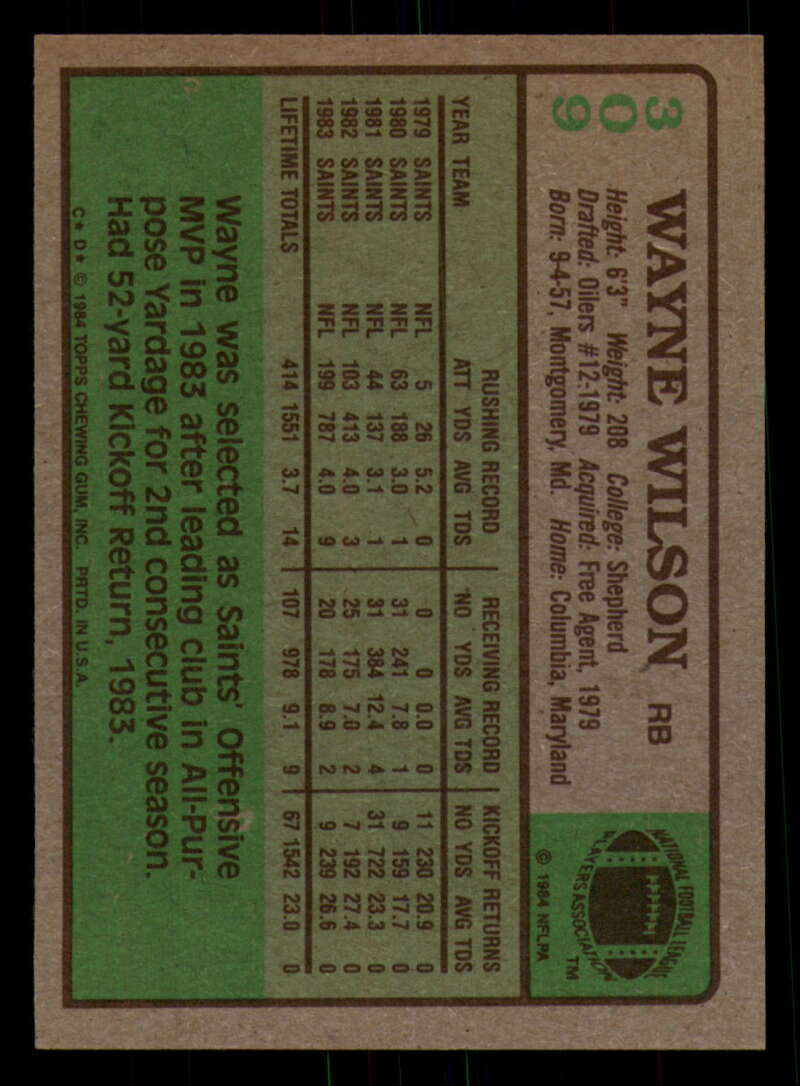 309
WAYNE WILSON RB
Height: 6'3" Weight: 208 College: Shepherd
Drafted: Oilers #12-1979 Acquired: Free Agent, 1979
Born: 9-4-57, Montgomery, Md. Home: Columbia, Maryland
NATIONAL FOOTBALL LEAGUE
PLAYERS ASSOCIATION
TM
© 1984 NFLPA
RUSHING RECORD RECEIVING RECORD KICKOFF RETURNS
YEAR TEAM ATT YDS AVG TDS NO YDS AVG TDS NO YDS AVG TDS
1979 SAINTS NFL 5 26 5.2 0 0 0 0.0 0 11 230 20.9 0
1980 SAINTS NFL 63 188 3.0 1 31 241 7.8 1 9 159 17.7 0
1981 SAINTS NFL 44 137 3.1 1 31 384 12.4 4 31 722 23.3 0
1982 SAINTS NFL 103 413 4.0 3 25 175 7.0 2 7 192 27.4 0
1983 SAINTS NFL 199 787 4.0 9 20 178 8.9 2 9 239 26.6 0
LIFETIME TOTALS 414 1551 3.7 14 107 978 9.1 9 67 1542 23.0 0
Wayne was selected as Saints' Offensive
MVP in 1983 after leading club in All-Pur-
pose Yardage for 2nd consecutive season.
Had 52-yard Kickoff Return, 1983.
C★ D★ © 1984 TOPPS CHEWING GUM, INC. PRTD. IN U.S.A.